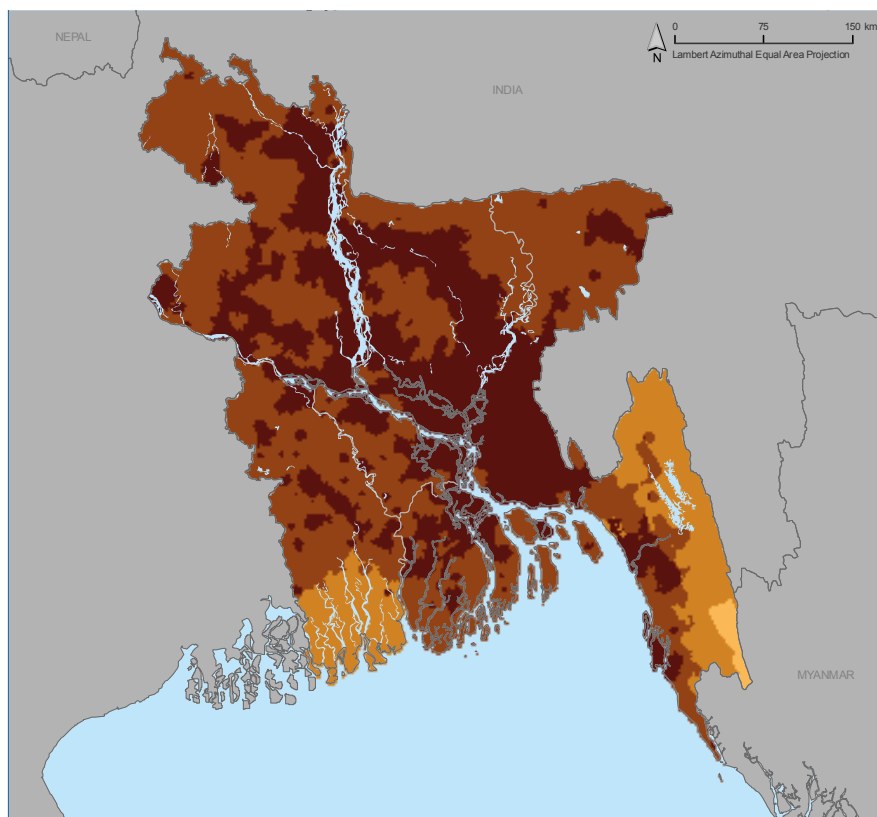 NEPAL
0 75 150 km
Lambert Azimuthal Equal Area Projection
N
INDIA
MYANMAR